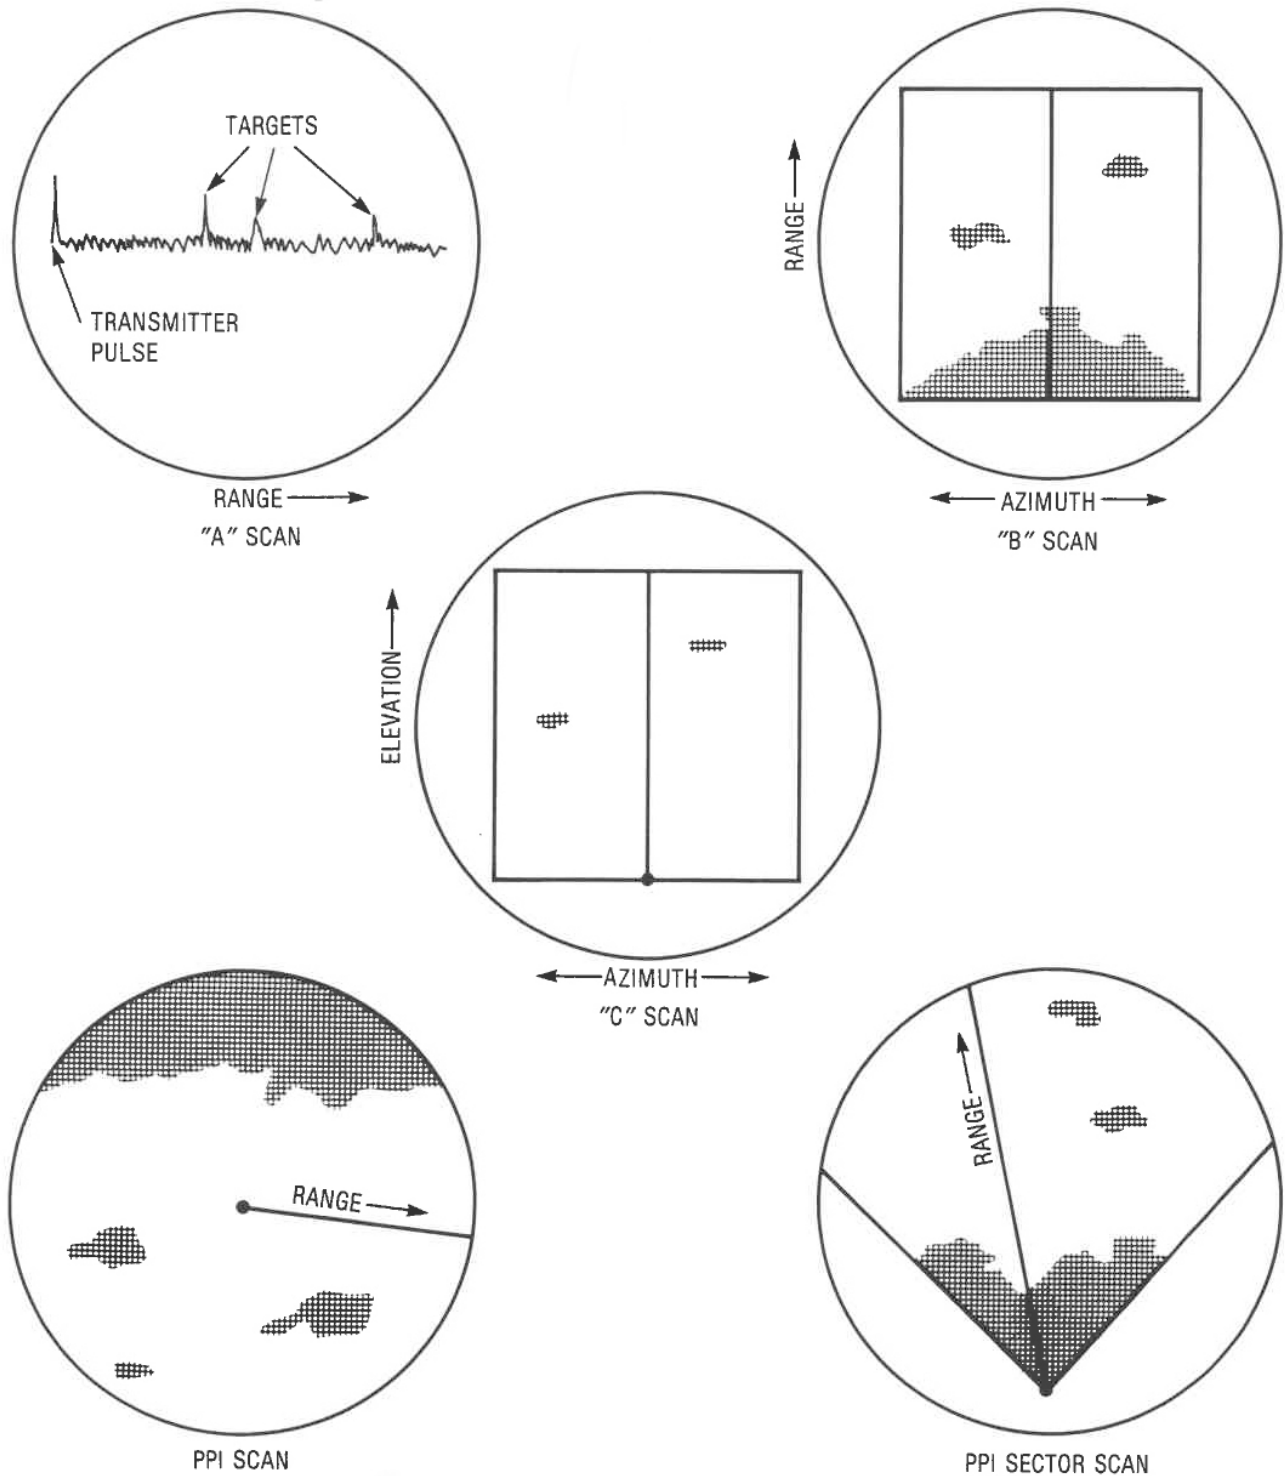 TARGETS
TRANSMITTER
PULSE
RANGE
"A" SCAN
RANGE
AZIMUTH
"B" SCAN
ELEVATION
AZIMUTH
"C" SCAN
RANGE
PPI SCAN
RANGE
PPI SECTOR SCAN